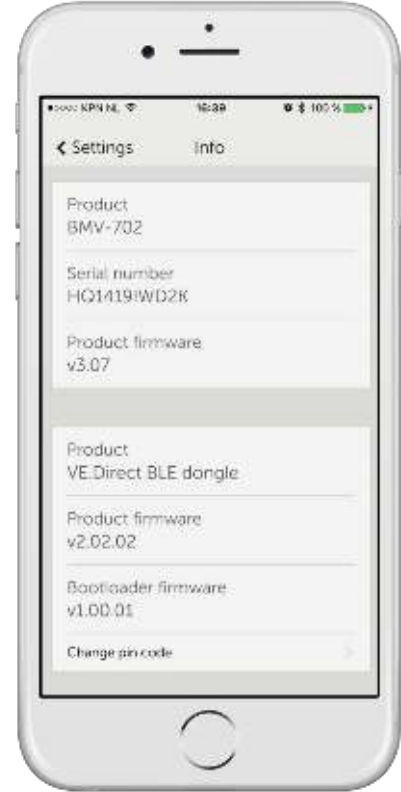 KPN NL 16:39 100 %
Settings Info
Product
BMV-702
Serial number
HQ1419IWD2K
Product firmware
v3.07
Product
VE.Direct BLE dongle
Product firmware
v2.02.02
Bootloader firmware
v1.00.01
Change pin code